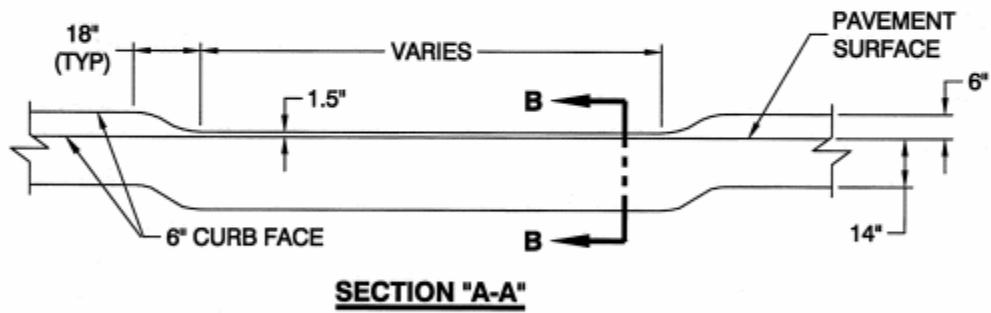 18"
(TYP)
VARIES
PAVEMENT
SURFACE
1.5"
B
6"
B
6" CURB FACE
14"
SECTION "A-A"